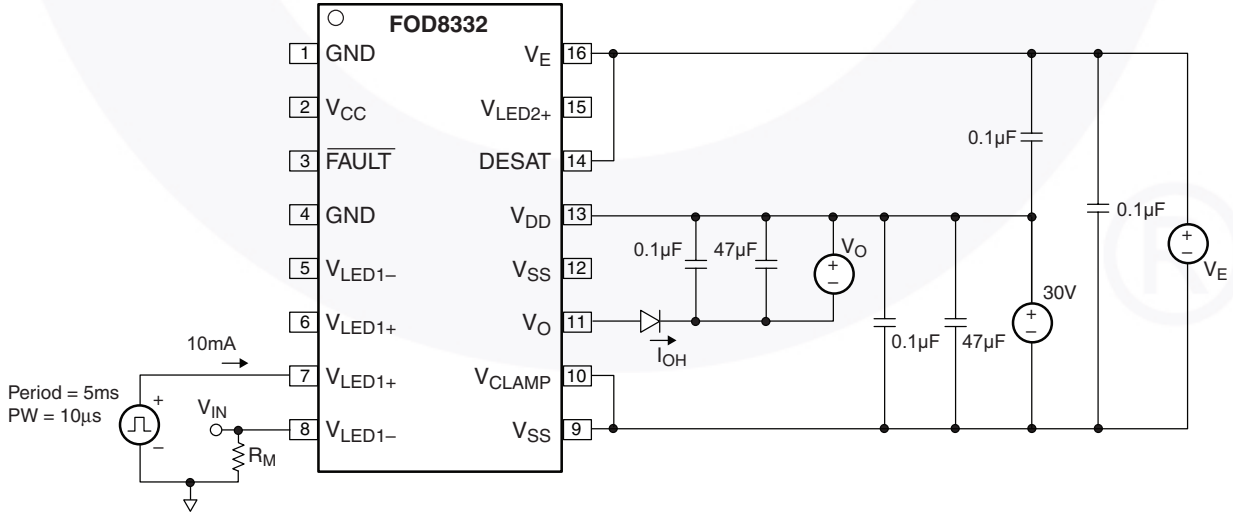 FOD8332
1 GND
2 VCC
3 FAULT
4 GND
5 VLED1–
6 VLED1+
7 VLED1+
8 VLED1–
VE 16
VLED2+ 15
DESAT 14
VDD 13
VSS 12
VO 11
VCLAMP 10
VSS 9
10mA
Period = 5ms
PW = 10µs
+
–
VIN
RM
0.1µF
47µF
+
–
VO
IOH
0.1µF
47µF
30V
+
–
0.1µF
0.1µF
+
–
VE
®